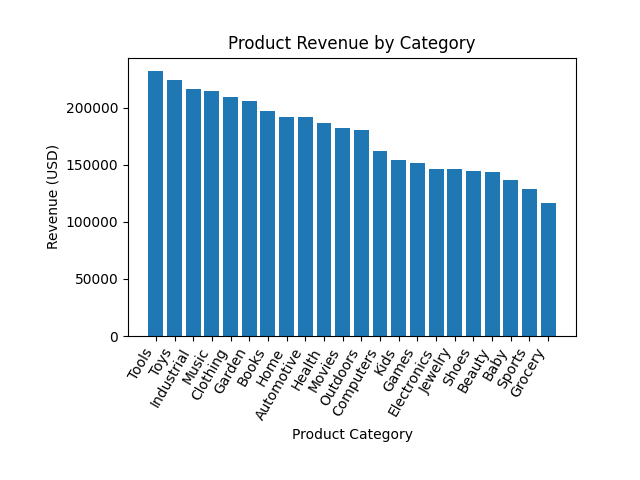 Product Revenue by Category
Revenue (USD)
200000
150000
100000
50000
0
Tools
Toys
Industrial
Music
Clothing
Garden
Books
Home
Automotive
Health
Movies
Outdoors
Computers
Kids
Games
Electronics
Jewelry
Shoes
Beauty
Baby
Sports
Grocery
Product Category